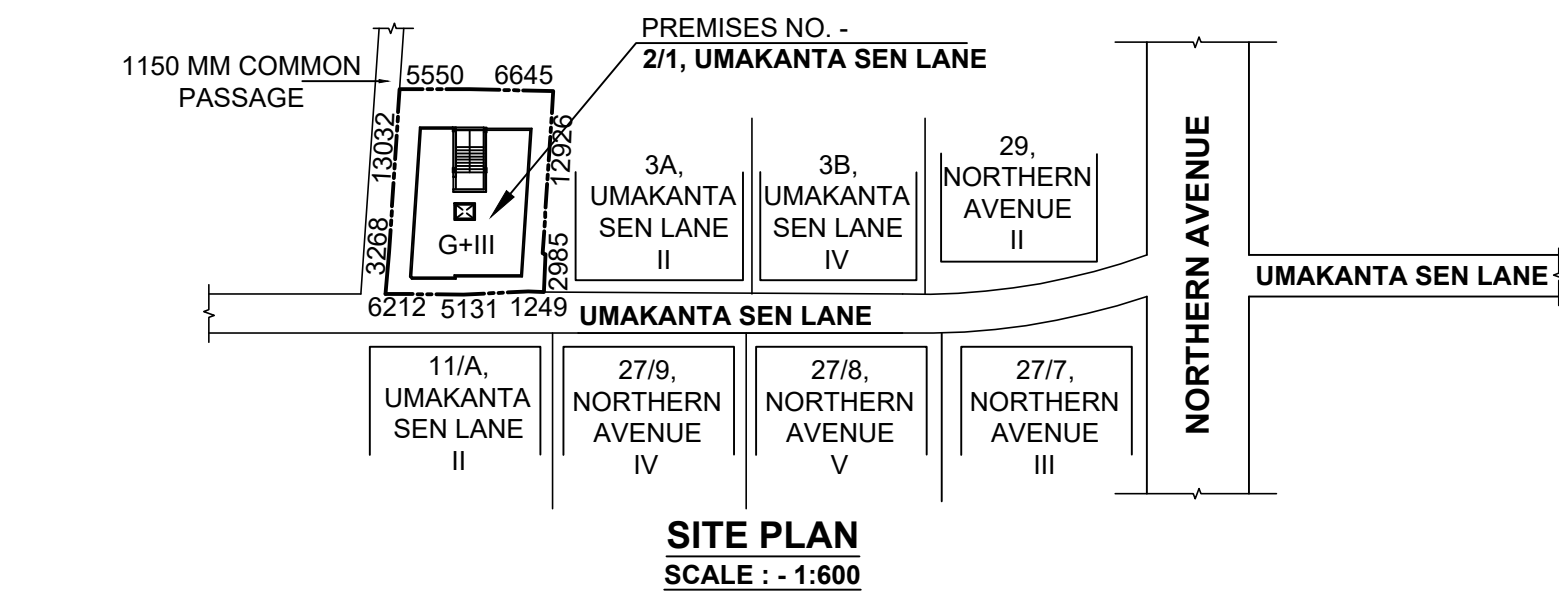 PREMISES NO. -
2/1, UMAKANTA SEN LANE
1150 MM COMMON
PASSAGE
5550 6645
13032
12926
3268
2985
G+III
6212 5131 1249
3A,
UMAKANTA
SEN LANE
II
3B,
UMAKANTA
SEN LANE
IV
29,
NORTHERN
AVENUE
II
NORTHERN AVENUE
UMAKANTA SEN LANE
UMAKANTA SEN LANE
11/A,
UMAKANTA
SEN LANE
II
27/9,
NORTHERN
AVENUE
IV
27/8,
NORTHERN
AVENUE
V
27/7,
NORTHERN
AVENUE
III
SITE PLAN
SCALE : - 1:600